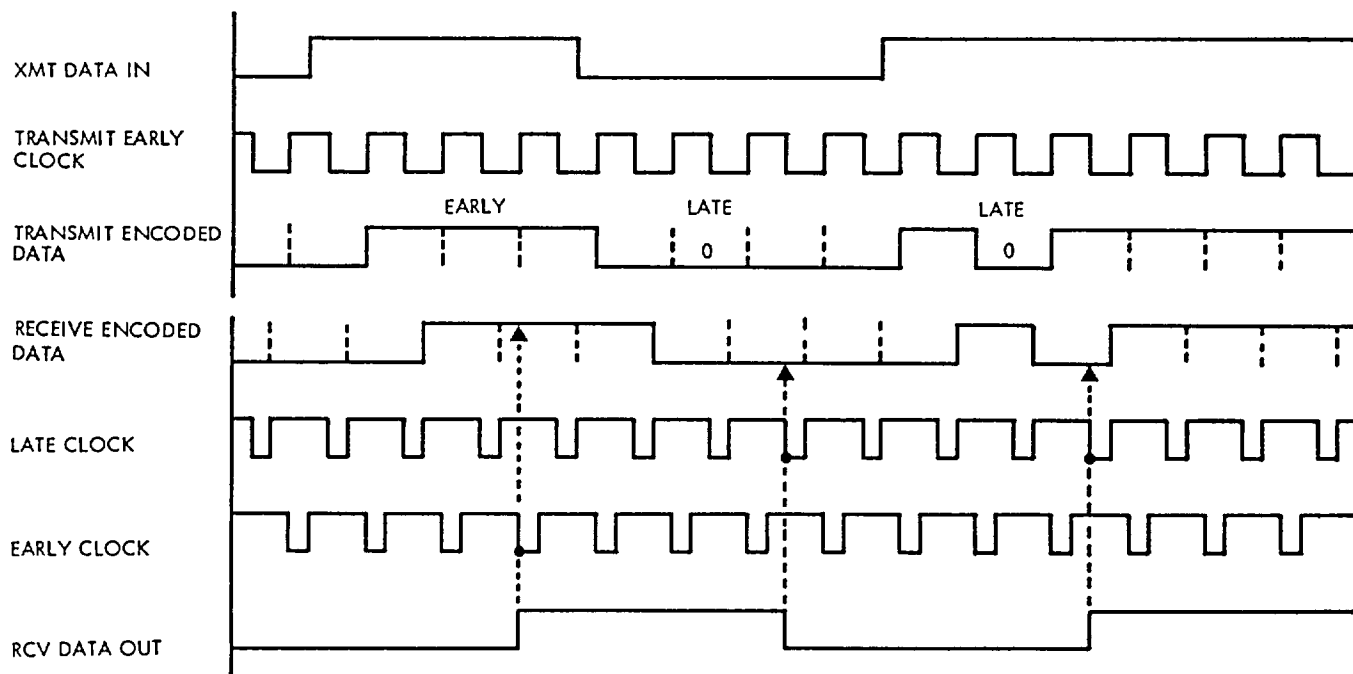 XMT DATA IN
TRANSMIT EARLY
CLOCK
EARLY
LATE
LATE
TRANSMIT ENCODED
DATA
0
0
RECEIVE ENCODED
DATA
LATE CLOCK
EARLY CLOCK
RCV DATA OUT